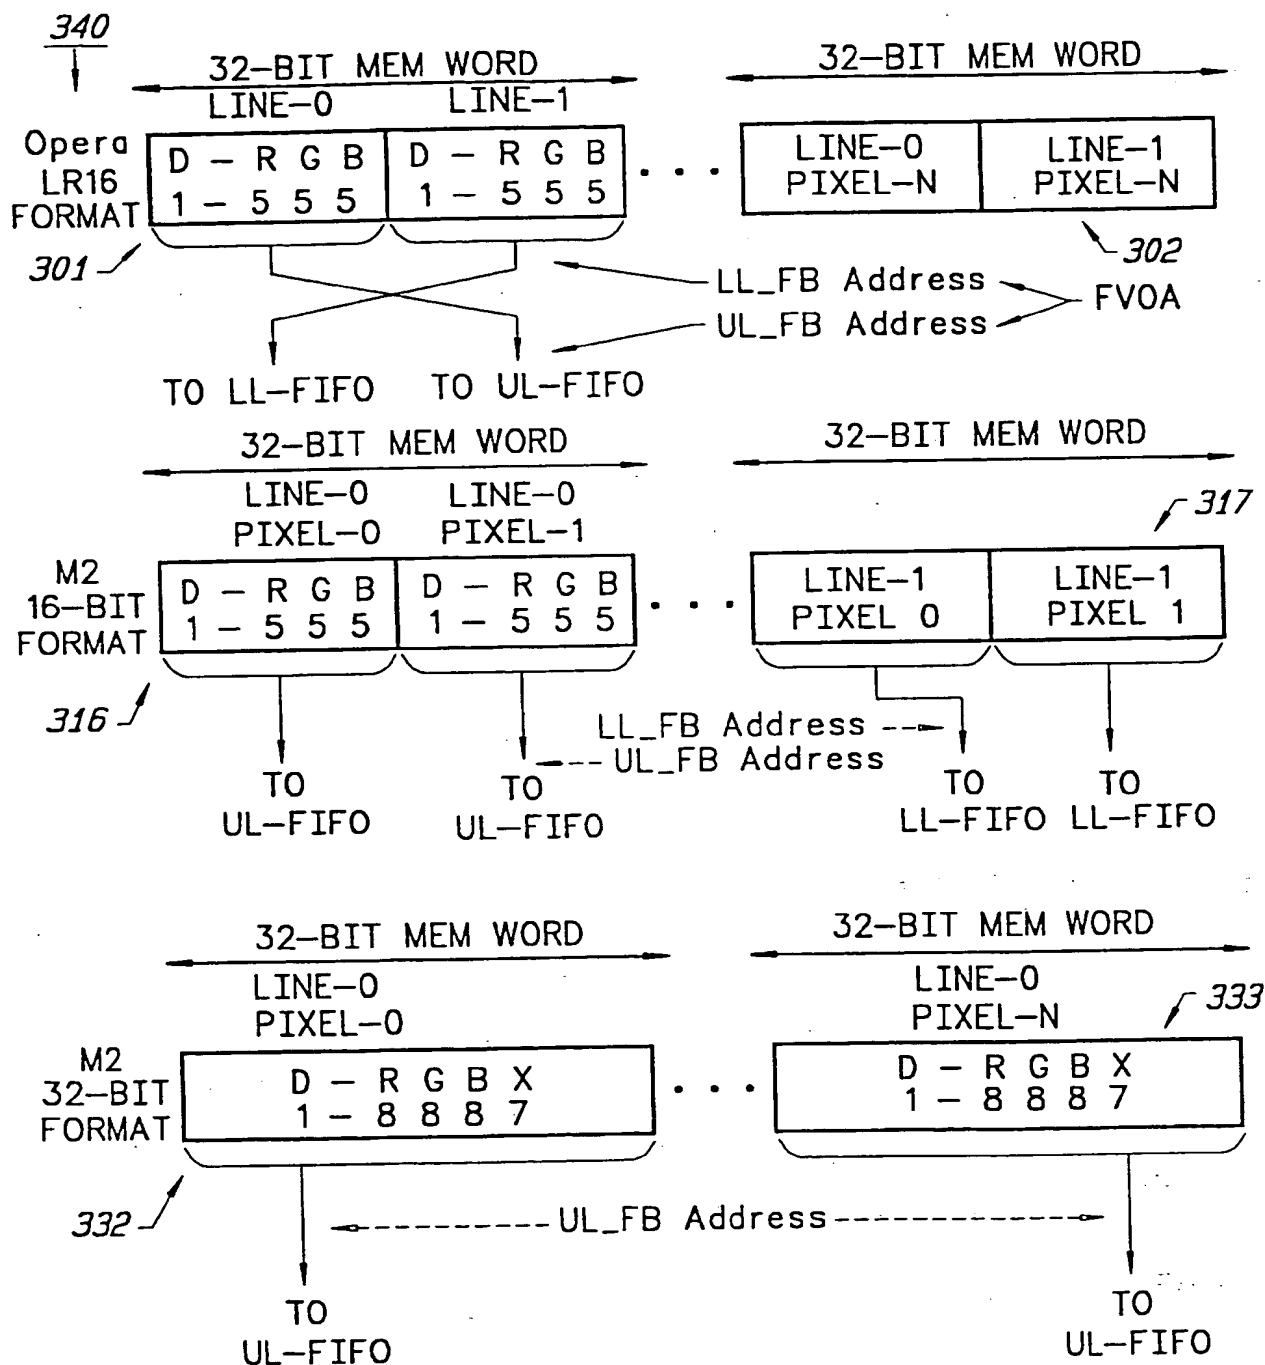 340
32-BIT MEM WORD
32-BIT MEM WORD
LINE-0
LINE-1
Opera
LR16
FORMAT
D - R G B
1 - 5 5 5
D - R G B
1 - 5 5 5
. . .
LINE-0
PIXEL-N
LINE-1
PIXEL-N
301
302
LL_FB Address
UL_FB Address
FVOA
TO LL-FIFO
TO UL-FIFO
32-BIT MEM WORD
32-BIT MEM WORD
LINE-0
PIXEL-0
LINE-0
PIXEL-1
317
M2
16-BIT
FORMAT
D - R G B
1 - 5 5 5
D - R G B
1 - 5 5 5
. . .
LINE-1
PIXEL 0
LINE-1
PIXEL 1
316
LL_FB Address
UL_FB Address
TO
UL-FIFO
TO
UL-FIFO
TO
LL-FIFO
TO
LL-FIFO
32-BIT MEM WORD
32-BIT MEM WORD
LINE-0
PIXEL-0
LINE-0
PIXEL-N
333
M2
32-BIT
FORMAT
D - R G B X
1 - 8 8 8 7
. . .
D - R G B X
1 - 8 8 8 7
332
UL_FB Address
TO
UL-FIFO
TO
UL-FIFO